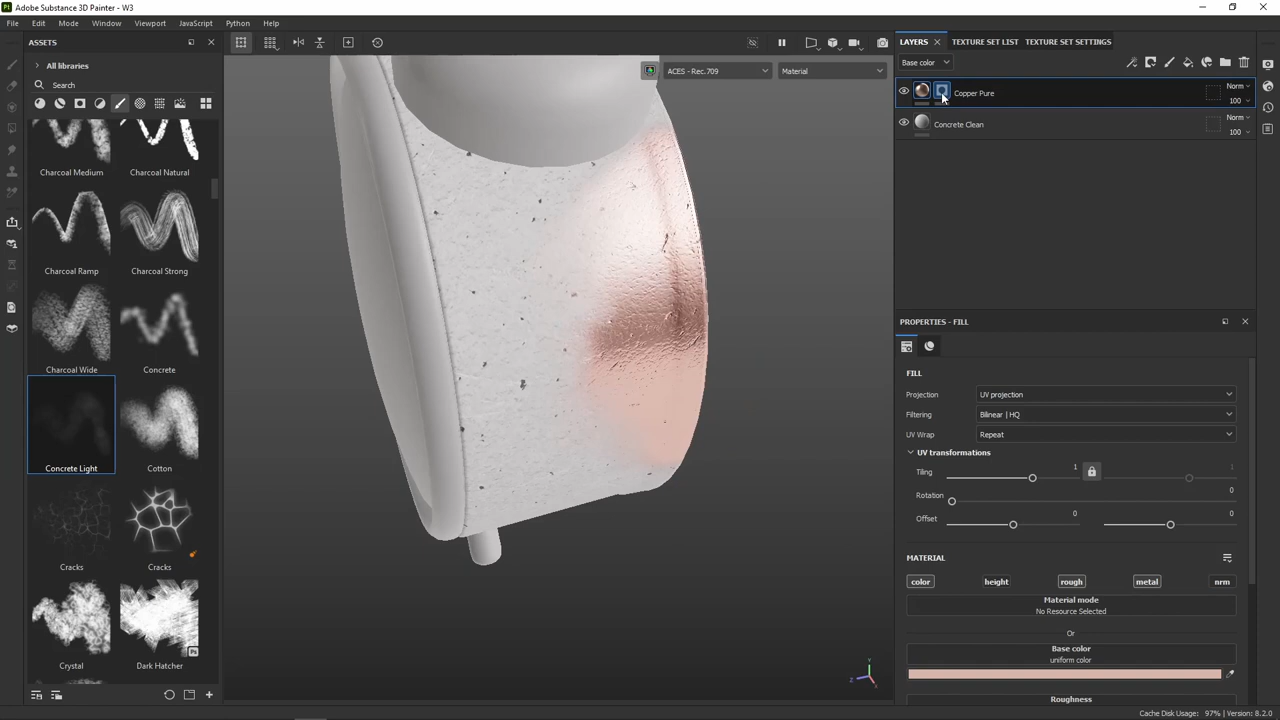 Adobe Substance 3D Painter - W3
File Edit Mode Window Viewport JavaScript Python Help
ASSETS
All libraries
Search
Charcoal Medium Charcoal Natural
Charcoal Ramp Charcoal Strong
Charcoal Wide Concrete
Concrete Light Cotton
Cracks Cracks
Crystal Dark Hatcher
ACES - Rec.709 Material
LAYERS TEXTURE SET LIST TEXTURE SET SETTINGS
Base color
Copper Pure Norm 100
Concrete Clean Norm 100
PROPERTIES - FILL
FILL
Projection UV projection
Filtering Bilinear | HQ
UV Wrap Repeat
UV transformations
Tiling 1 1
Rotation 0
Offset 0 0
MATERIAL
color height rough metal nrm
Material mode
No Resource Selected
Or
Base color
uniform color
Roughness
Cache Disk Usage: 97% | Version: 8.2.0